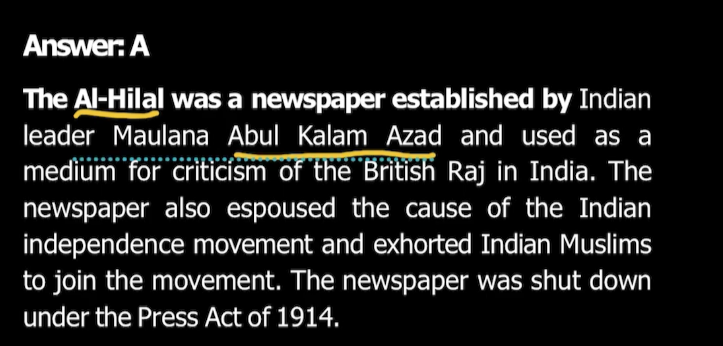 Answer: A
The Al-Hilal was a newspaper established by Indian
leader Maulana Abul Kalam Azad and used as a
medium for criticism of the British Raj in India. The
newspaper also espoused the cause of the Indian
independence movement and exhorted Indian Muslims
to join the movement. The newspaper was shut down
under the Press Act of 1914.